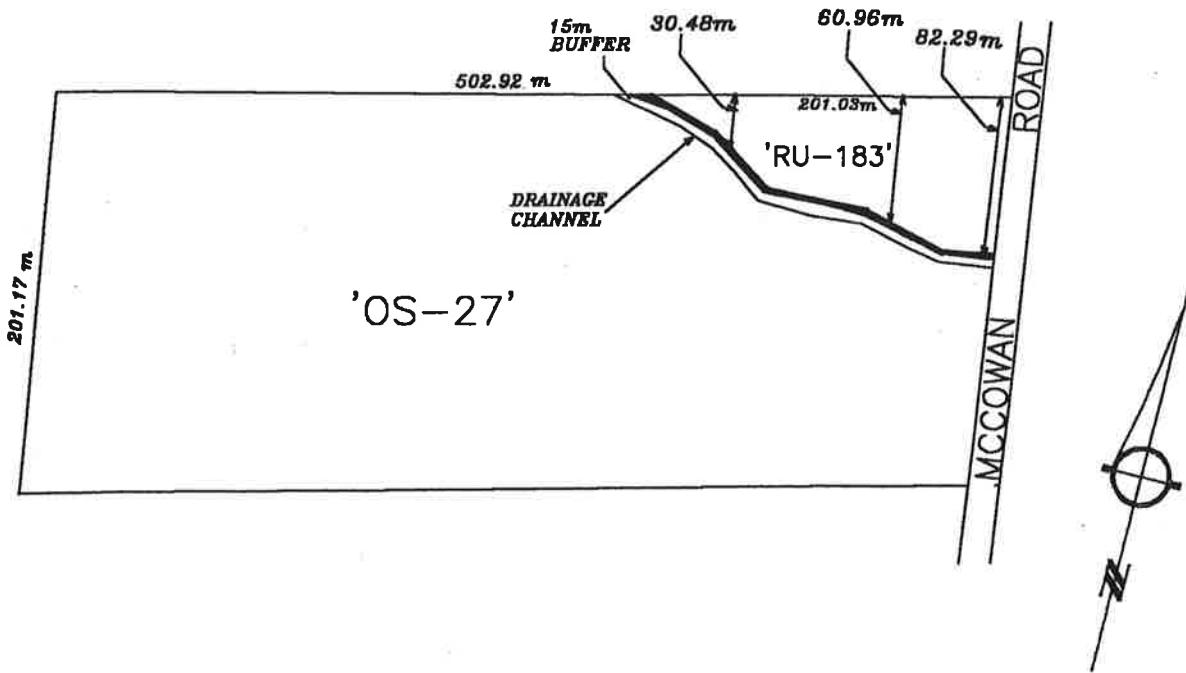 15m
BUFFER
30.48m
60.96m
82.29m
502.92 m
201.03m
'RU-183'
ROAD
DRAINAGE
CHANNEL
201.17 m
'OS-27'
MCCOWAN
N